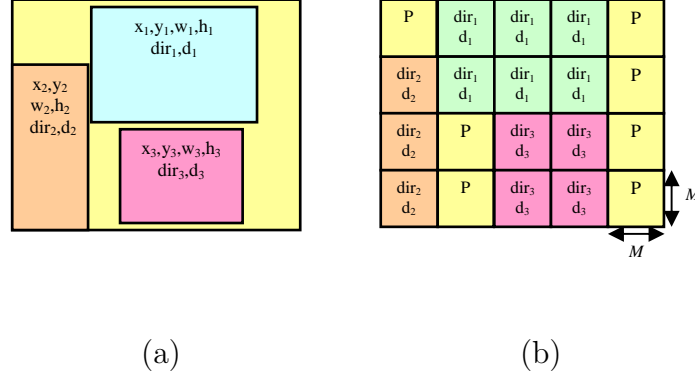 x₁,y₁,w₁,h₁
dir₁,d₁
x₂,y₂
w₂,h₂
dir₂,d₂
x₃,y₃,w₃,h₃
dir₃,d₃
P dir₁ dir₁ dir₁ P
d₁ d₁ d₁
dir₂ dir₁ dir₁ dir₁ P
d₂ d₁ d₁ d₁
dir₂ P dir₃ dir₃ P
d₂ d₃ d₃
dir₂ P dir₃ dir₃ P
d₂ d₃ d₃
M
M
(a)
(b)